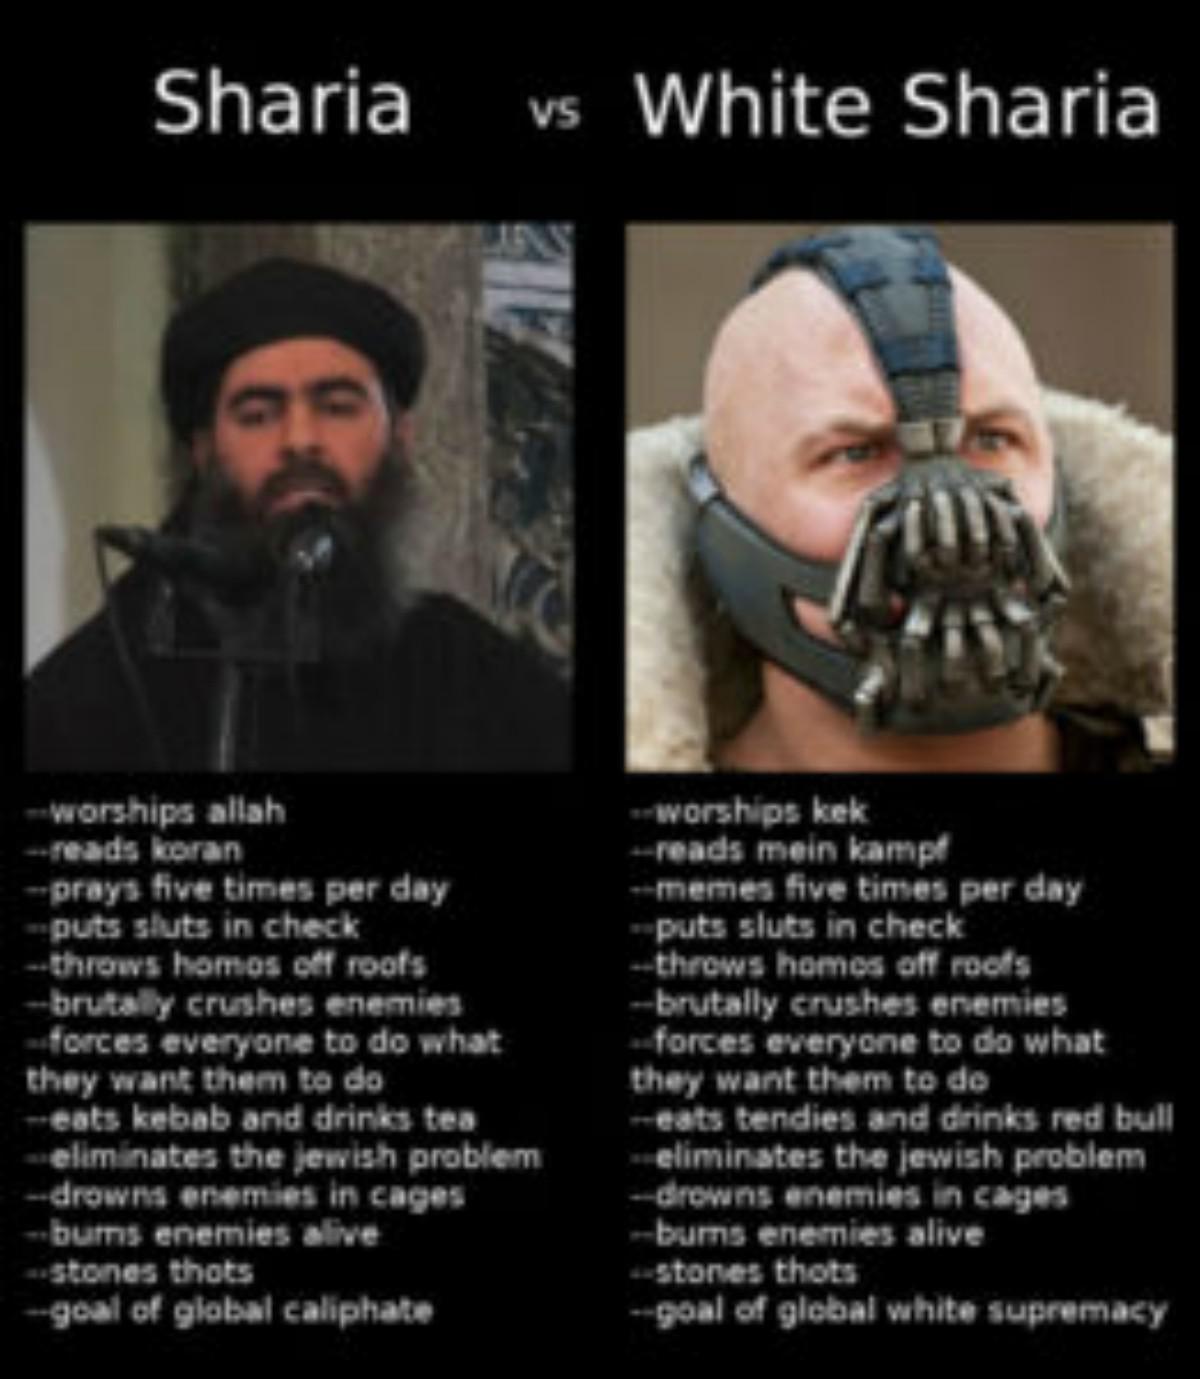 Sharia vs White Sharia
--worships allah
--reads koran
--prays five times per day
--puts sluts in check
--throws homos off roofs
--brutally crushes enemies
--forces everyone to do what
they want them to do
--eats kebab and drinks tea
--eliminates the jewish problem
--drowns enemies in cages
--burns enemies alive
--stones thots
--goal of global caliphate
--worships kek
--reads mein kampf
--memes five times per day
--puts sluts in check
--throws homos off roofs
--brutally crushes enemies
--forces everyone to do what
they want them to do
--eats tendies and drinks red bull
--eliminates the jewish problem
--drowns enemies in cages
--burns enemies alive
--stones thots
--goal of global white supremacy